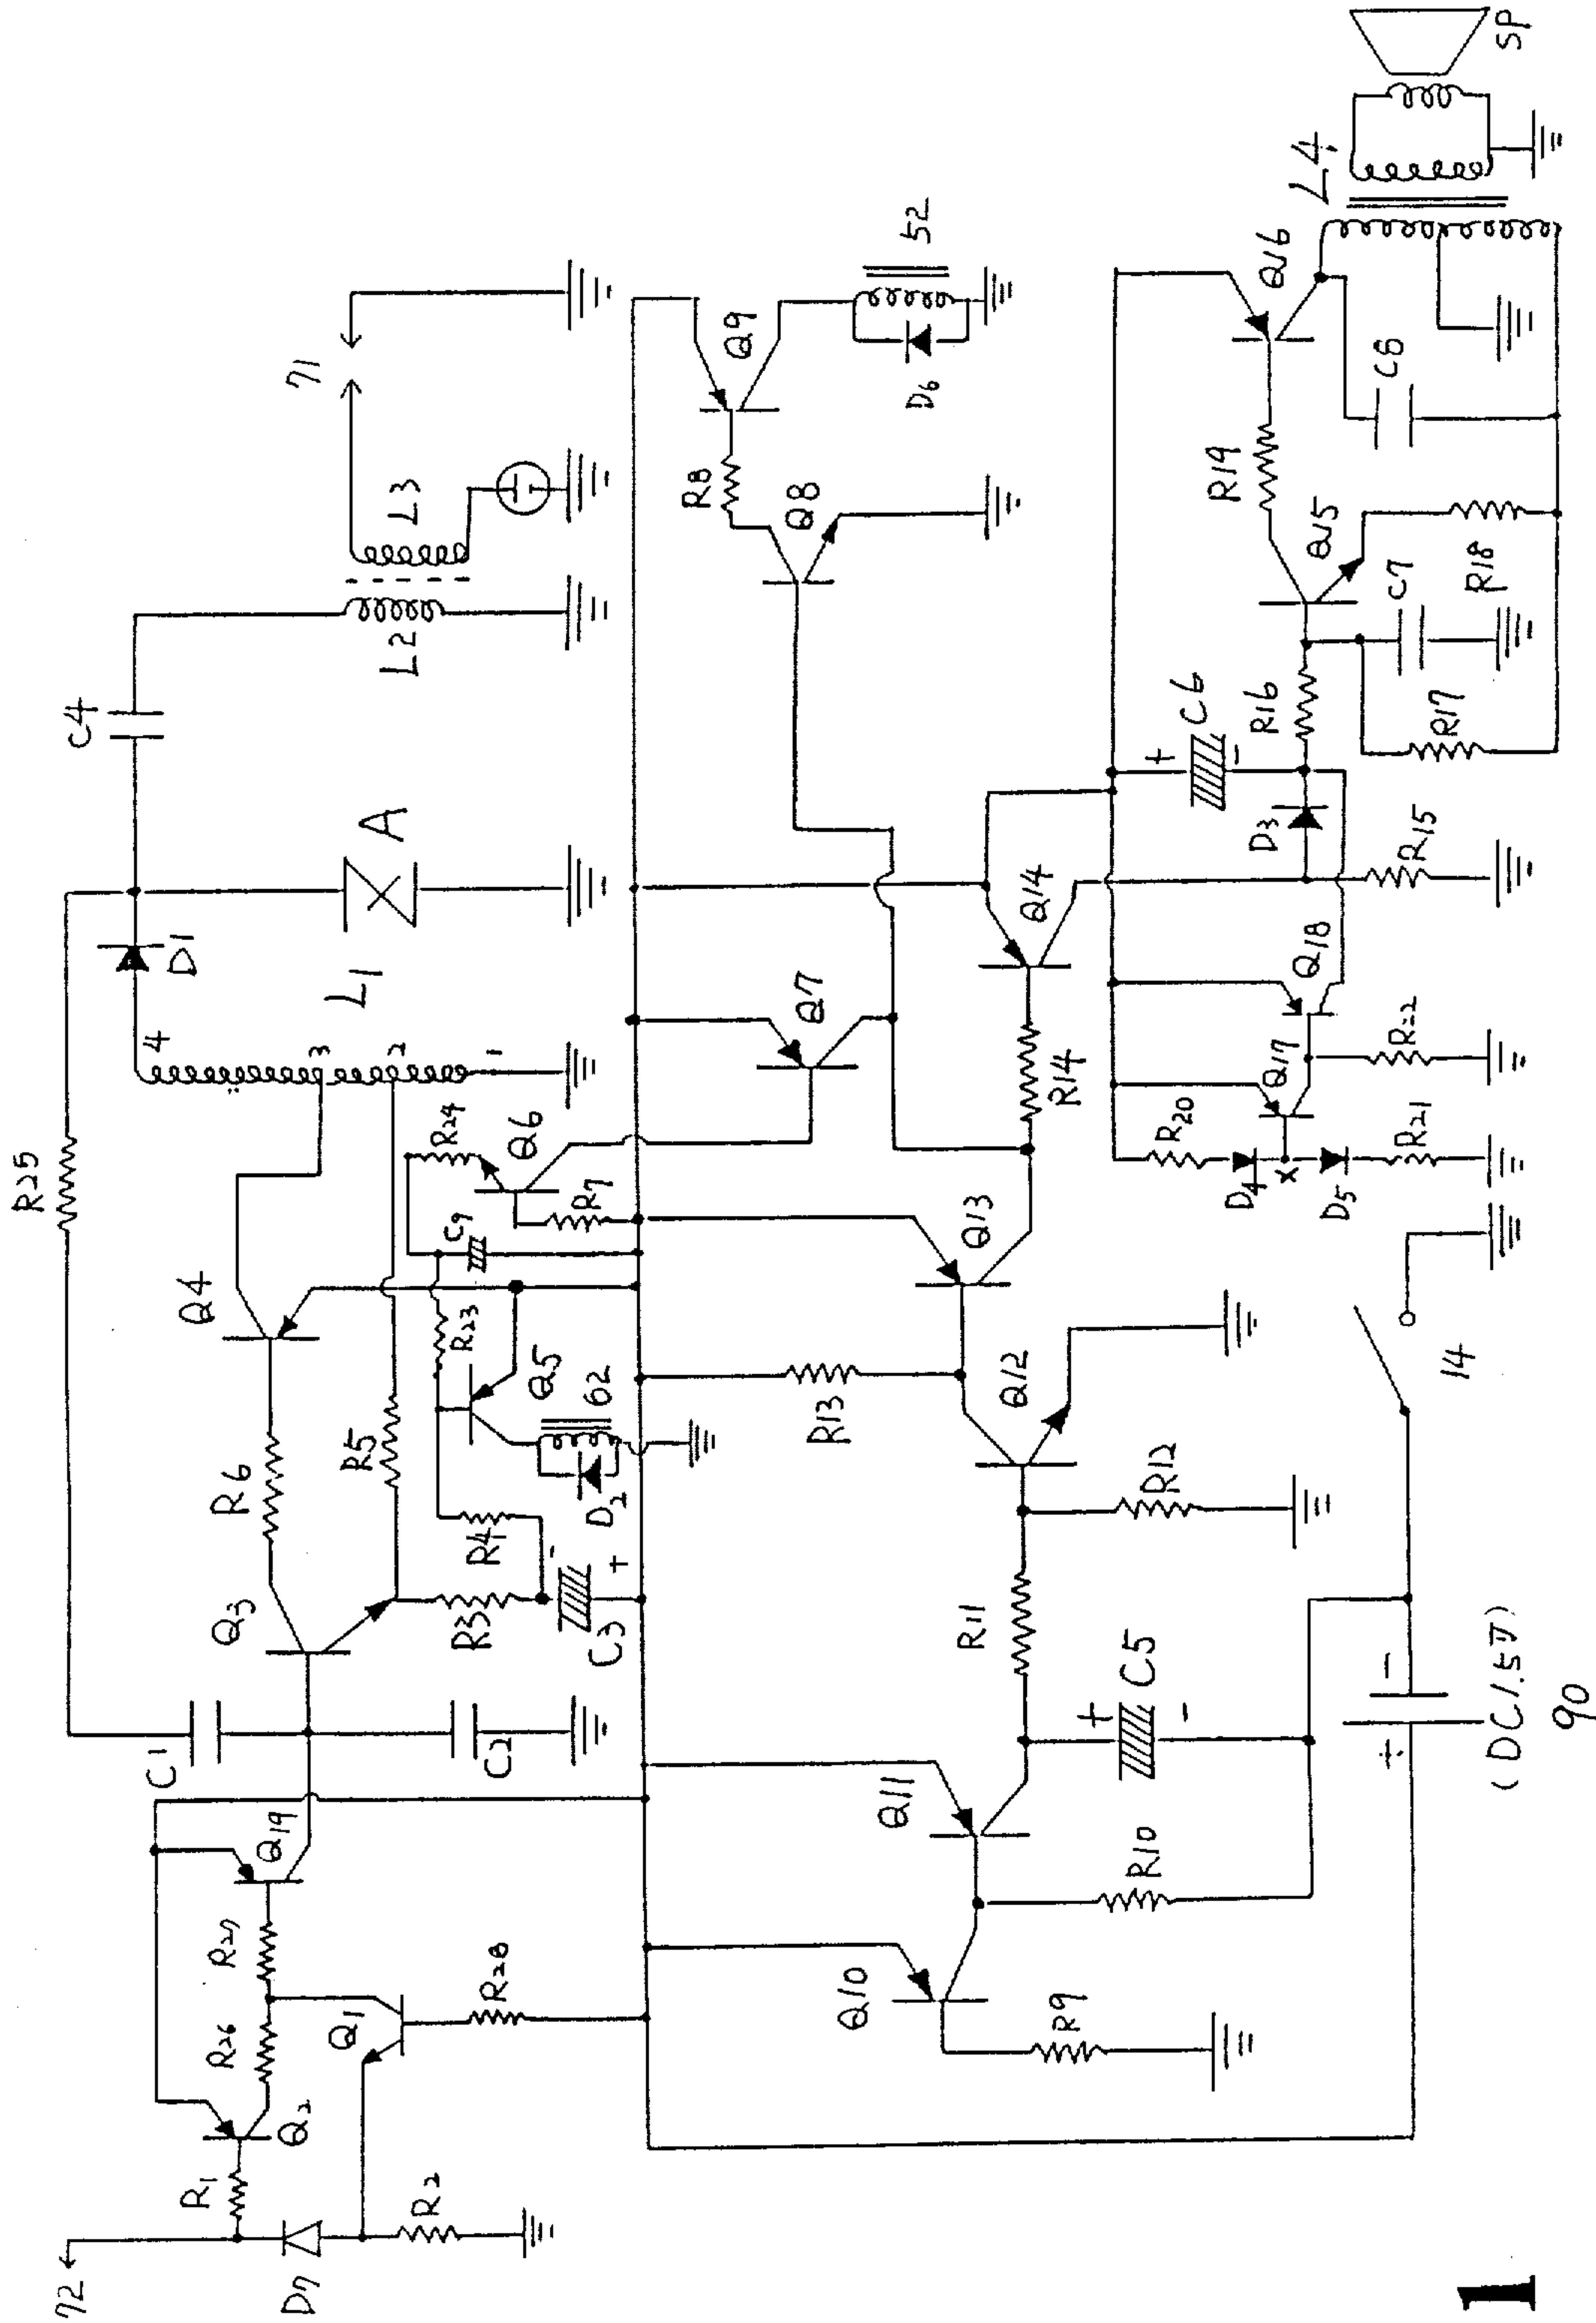 R25
C4
71
D1
4
L1
3
2
1
A
L2
L3
C1
Q3
R6
Q4
R5
R24
Q6
C9
R7
R23
Q5
62
D2
R4
R3
C3
-
+
C2
Q19
R27
R26
Q2
Q1
R28
R1
R2
D7
72
Q7
R8
Q8
Q9
D6
52
Q14
R14
Q13
R13
Q12
R12
R11
C5
+
-
Q11
R10
Q10
R9
+
C6
-
D3
R16
R15
R17
C7
R18
Q15
R19
Q16
C8
L4
SP
Q18
Q17
R22
R20
D4
x
D5
R21
14
+
-
(DC1.5V)
90
1